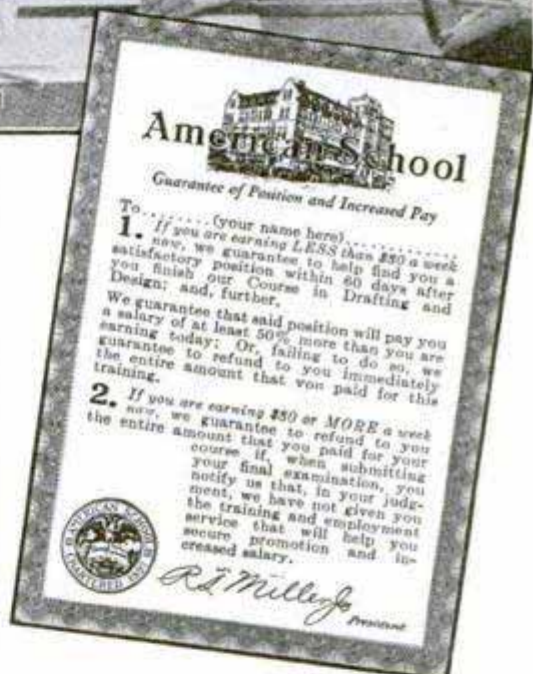 American School
Guarantee of Position and Increased Pay
To.........(your name here)..............
1. If you are earning LESS than $50 a week
now, we guarantee to help find you a
satisfactory position within 60 days after
you finish our Course in Drafting and
Design; and, further,
We guarantee that said position will pay you
a salary of at least 50% more than you are
earning today; Or, failing to do so, we
guarantee to refund to you immediately
the entire amount that you paid for this
training.
2. If you are earning $50 or MORE a week
now, we guarantee to refund to you
the entire amount that you paid for your
course if, when submitting
your final examination, you
notify us that, in your judg-
ment, we have not given you
the training and employment
service that will help you
secure promotion and in-
creased salary.
AMERICAN SCHOOL
CHARTERED 1897
R T Miller Jr
President